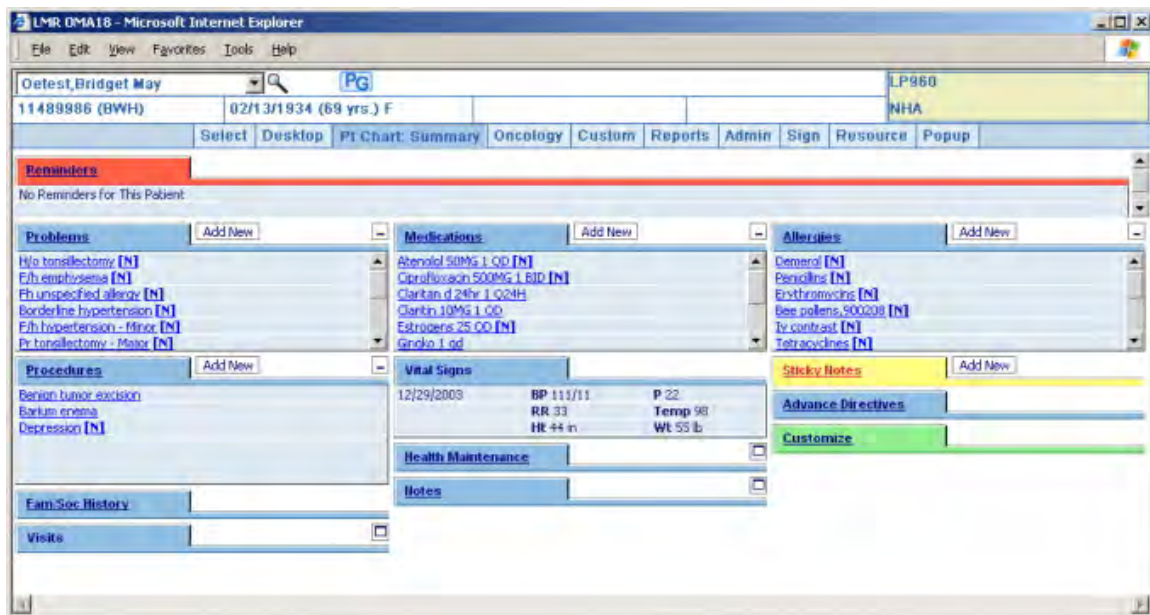 LMR OMA18 - Microsoft Internet Explorer
File Edit View Favorites Tools Help
Oetest,Bridget May PG LP960
11489986 (BWH) 02/13/1934 (69 yrs.) F NHA
Select Desktop Pt Chart: Summary Oncology Custom Reports Admin Sign Resource Popup
Reminders
No Reminders for This Patient
Problems Add New
H/o tonsillectomy [N]
F/h emphysema [N]
Fh unspecified allergy [N]
Borderline hypertension [N]
F/h hypertension - Minor [N]
Pr tonsillectomy - Major [N]
Medications Add New
Atenolol 50MG 1 QD [N]
Ciprofloxacin 500MG 1 BID [N]
Claritan d 24hr 1 Q24H
Claritin 10MG 1 QD
Estrogens 25 QD [N]
Ginqko 1 qd
Allergies Add New
Demerol [N]
Penicillins [N]
Erythromycins [N]
Bee pollens,900208 [N]
Iv contrast [N]
Tetracyclines [N]
Procedures Add New
Benign tumor excision
Barium enema
Depression [N]
Vital Signs
12/29/2003 BP 111/11 P 22
RR 33 Temp 98
Ht 44 in Wt 55 lb
Sticky Notes Add New
Advance Directives
Customize
Health Maintenance
Notes
Fam.Soc History
Visits